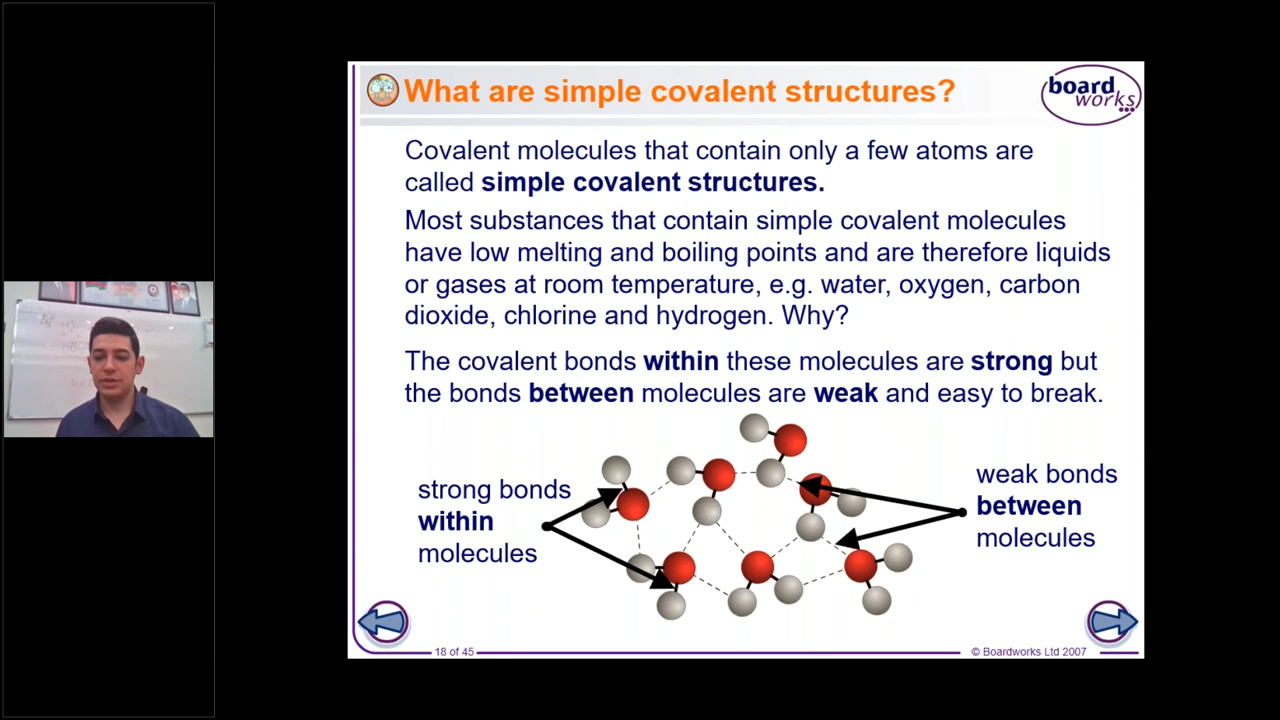 What are simple covalent structures?
board
works
Covalent molecules that contain only a few atoms are
called simple covalent structures.
Most substances that contain simple covalent molecules
have low melting and boiling points and are therefore liquids
or gases at room temperature, e.g. water, oxygen, carbon
dioxide, chlorine and hydrogen. Why?
The covalent bonds within these molecules are strong but
the bonds between molecules are weak and easy to break.
strong bonds
within
molecules
weak bonds
between
molecules
18 of 45
© Boardworks Ltd 2007